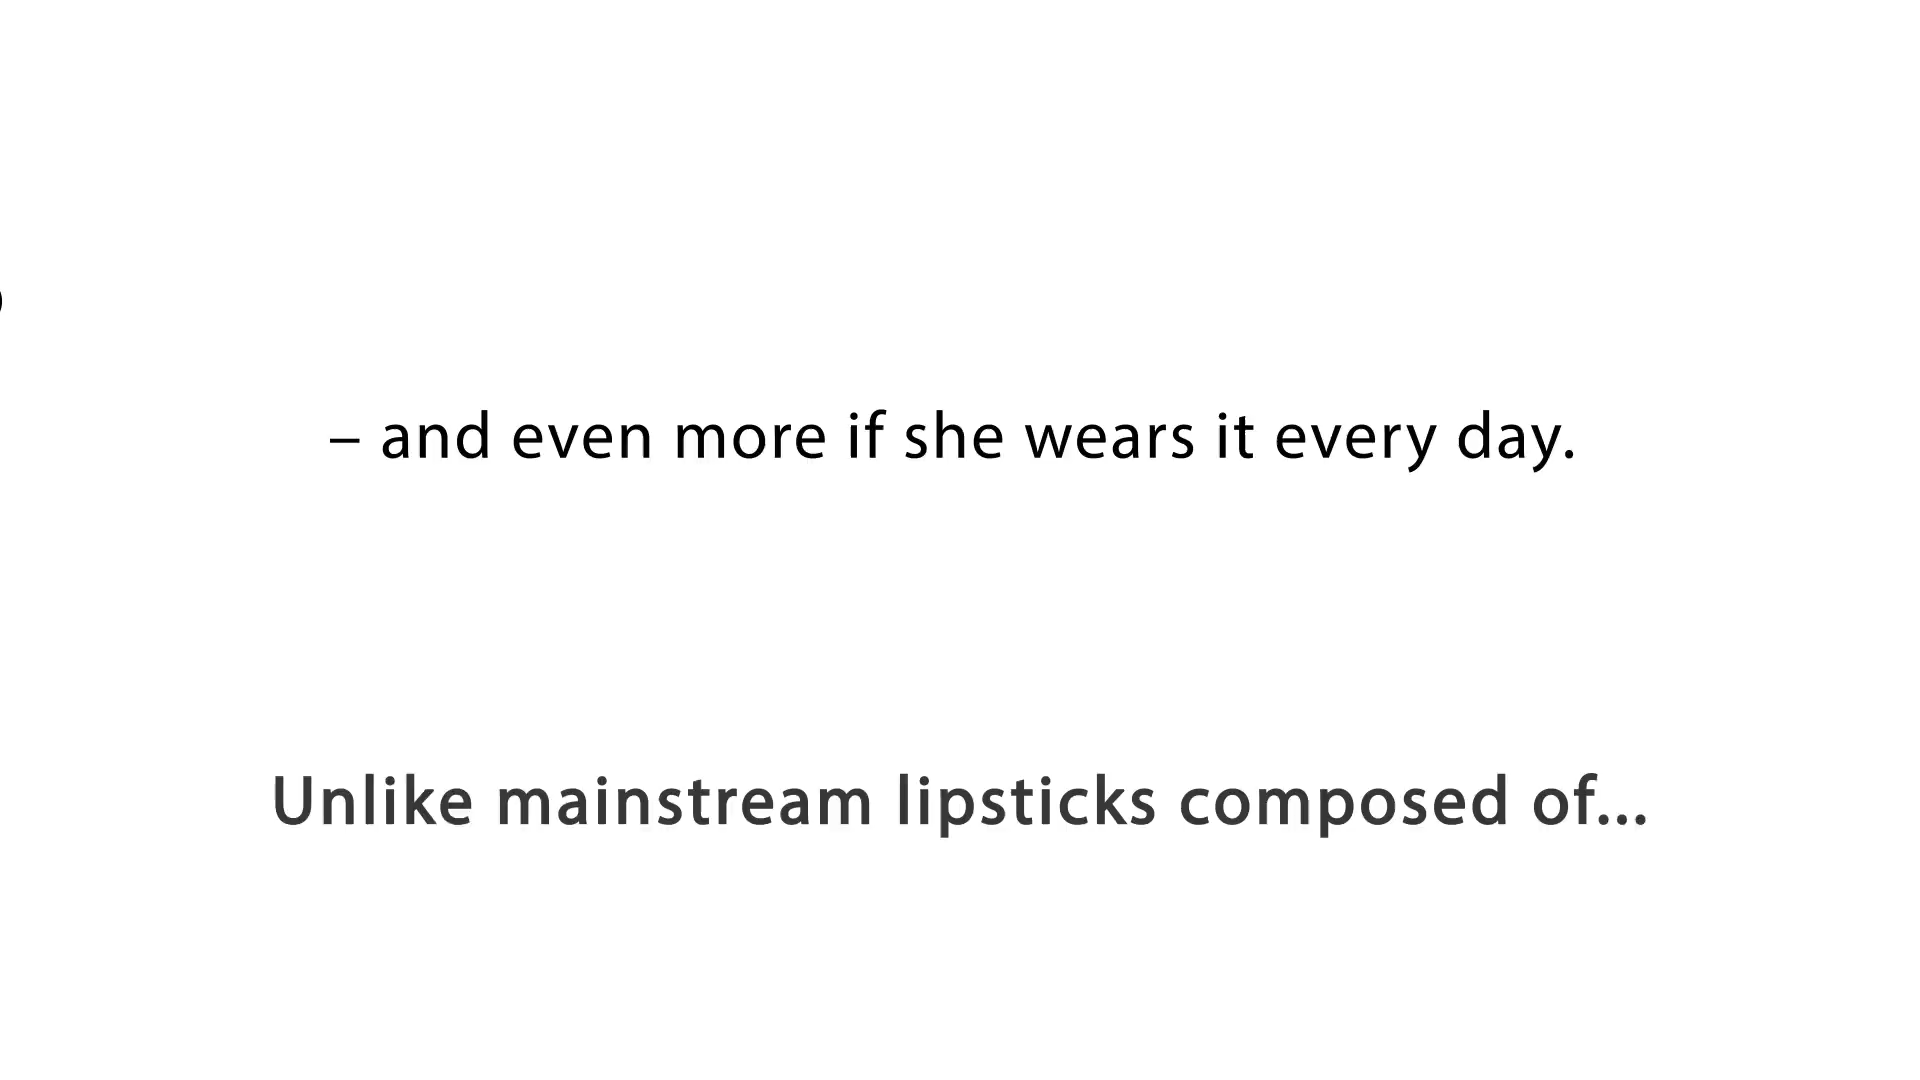 – and even more if she wears it every day.
Unlike mainstream lipsticks composed of...